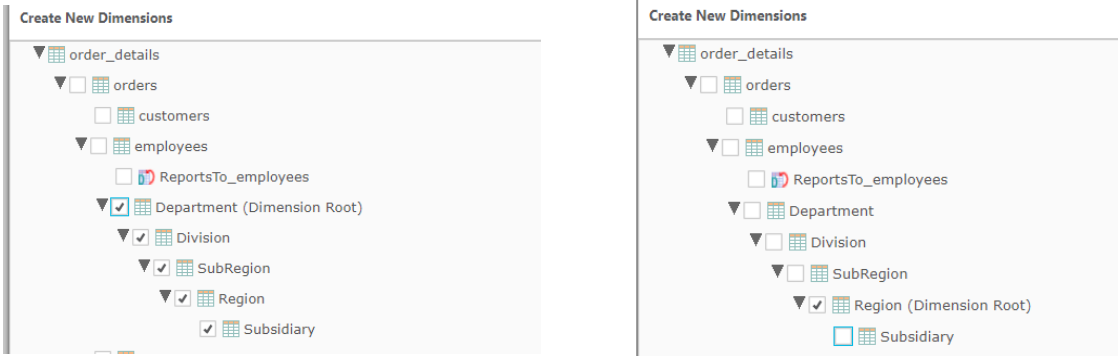 Create New Dimensions
order_details
orders
customers
employees
ReportsTo_employees
Department (Dimension Root)
Division
SubRegion
Region
Subsidiary
Create New Dimensions
order_details
orders
customers
employees
ReportsTo_employees
Department
Division
SubRegion
Region (Dimension Root)
Subsidiary